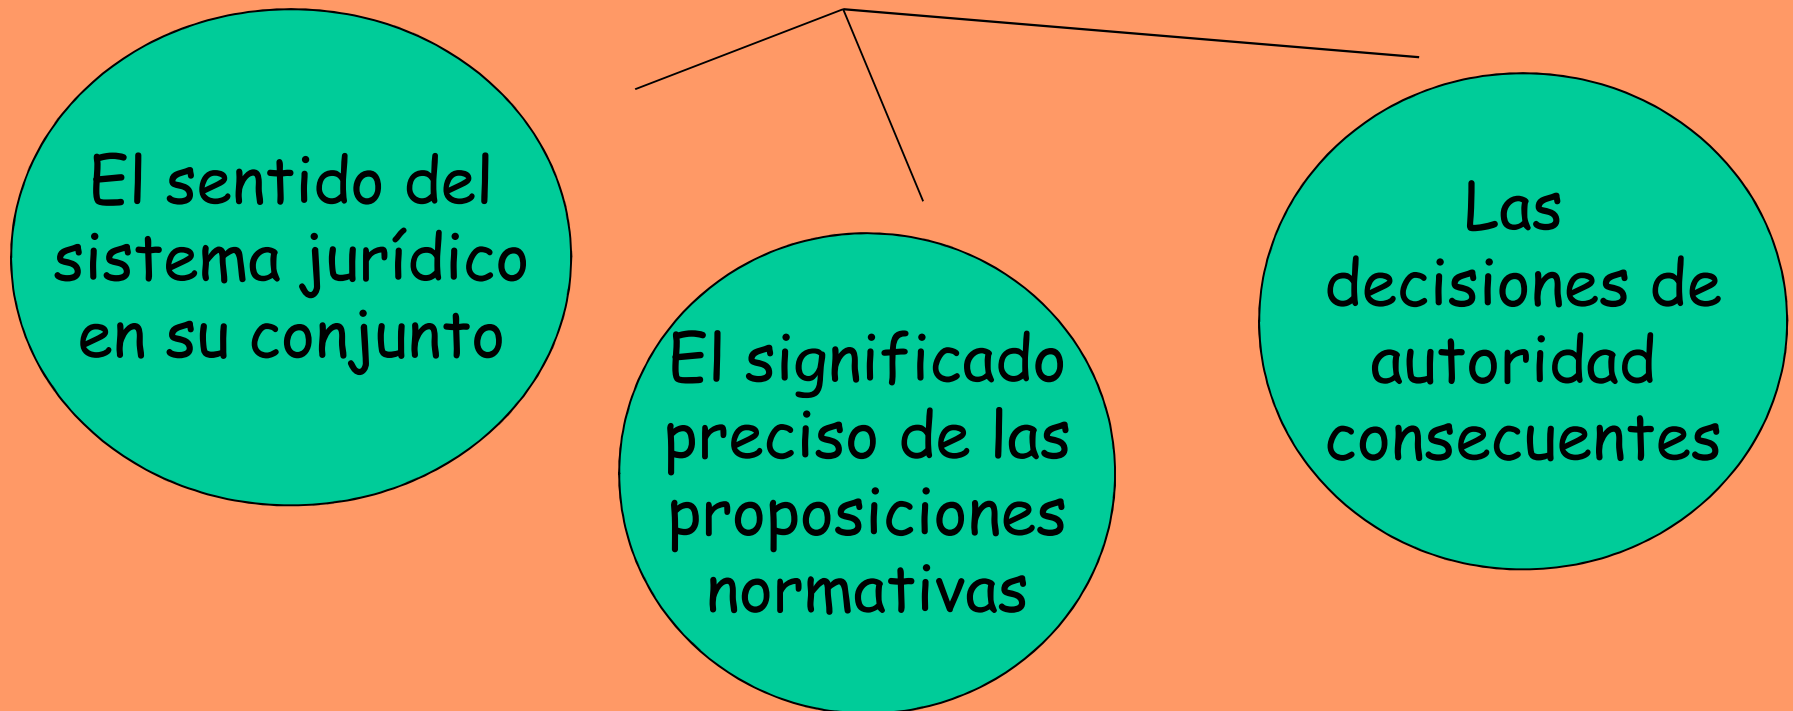 El sentido del
sistema jurídico
en su conjunto
El significado
preciso de las
proposiciones
normativas
Las
decisiones de
autoridad
consecuentes